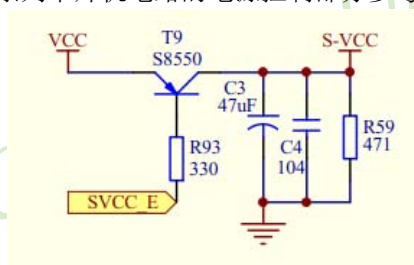 VCC
T9
S8550
S-VCC
C3
47uF
C4
104
R59
471
R93
330
SVCC_E